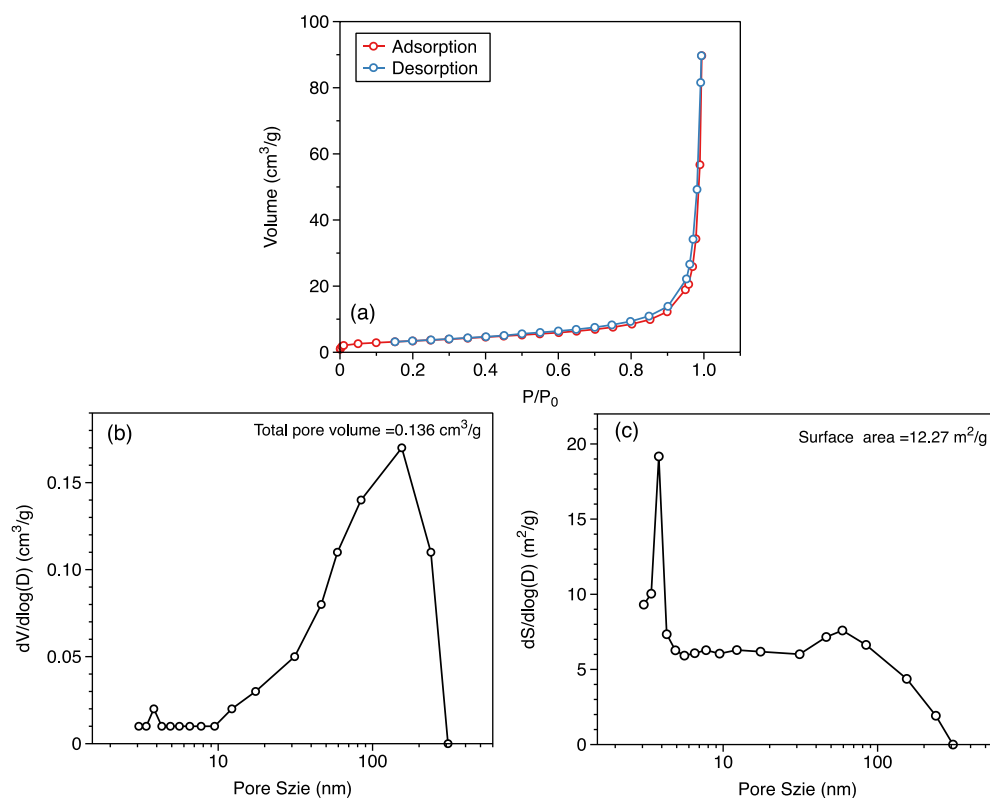 100
80
60
40
20
0
Volume (cm³/g)
Adsorption
Desorption
(a)
0 0.2 0.4 0.6 0.8 1.0
P/P₀
(b)
Total pore volume =0.136 cm³/g
0.15
0.10
0.05
0
dV/dlog(D) (cm³/g)
10 100
Pore Szie (nm)
(c)
Surface area =12.27 m²/g
20
15
10
5
0
dS/dlog(D) (m²/g)
10 100
Pore Szie (nm)